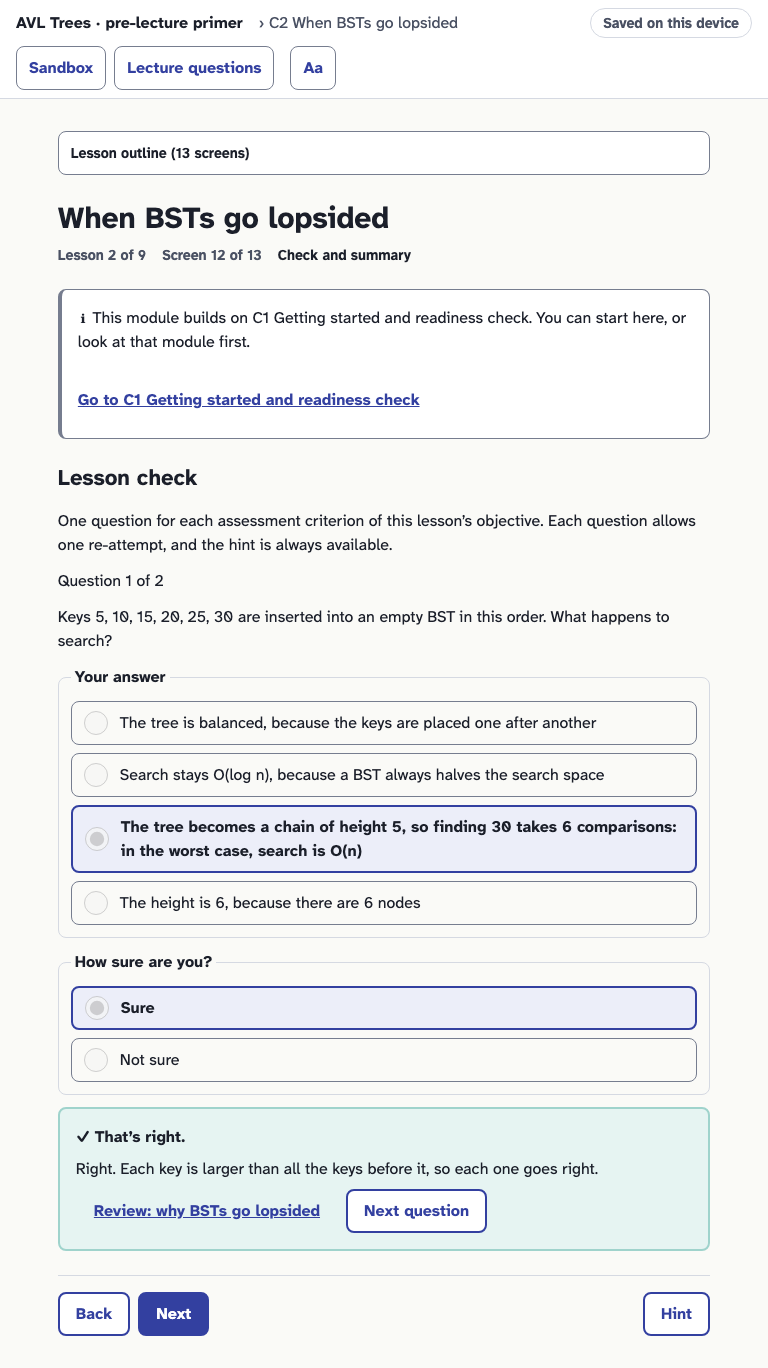 AVL Trees · pre-lecture primer › C2 When BSTs go lopsided Saved on this device
Sandbox Lecture questions Aa
Lesson outline (13 screens)
When BSTs go lopsided
Lesson 2 of 9 Screen 12 of 13 Check and summary
ℹ This module builds on C1 Getting started and readiness check. You can start here, or
look at that module first.
Go to C1 Getting started and readiness check
Lesson check
One question for each assessment criterion of this lesson’s objective. Each question allows
one re-attempt, and the hint is always available.
Question 1 of 2
Keys 5, 10, 15, 20, 25, 30 are inserted into an empty BST in this order. What happens to
search?
Your answer
The tree is balanced, because the keys are placed one after another
Search stays O(log n), because a BST always halves the search space
The tree becomes a chain of height 5, so finding 30 takes 6 comparisons:
in the worst case, search is O(n)
The height is 6, because there are 6 nodes
How sure are you?
Sure
Not sure
✓ That’s right.
Right. Each key is larger than all the keys before it, so each one goes right.
Review: why BSTs go lopsided Next question
Back Next Hint